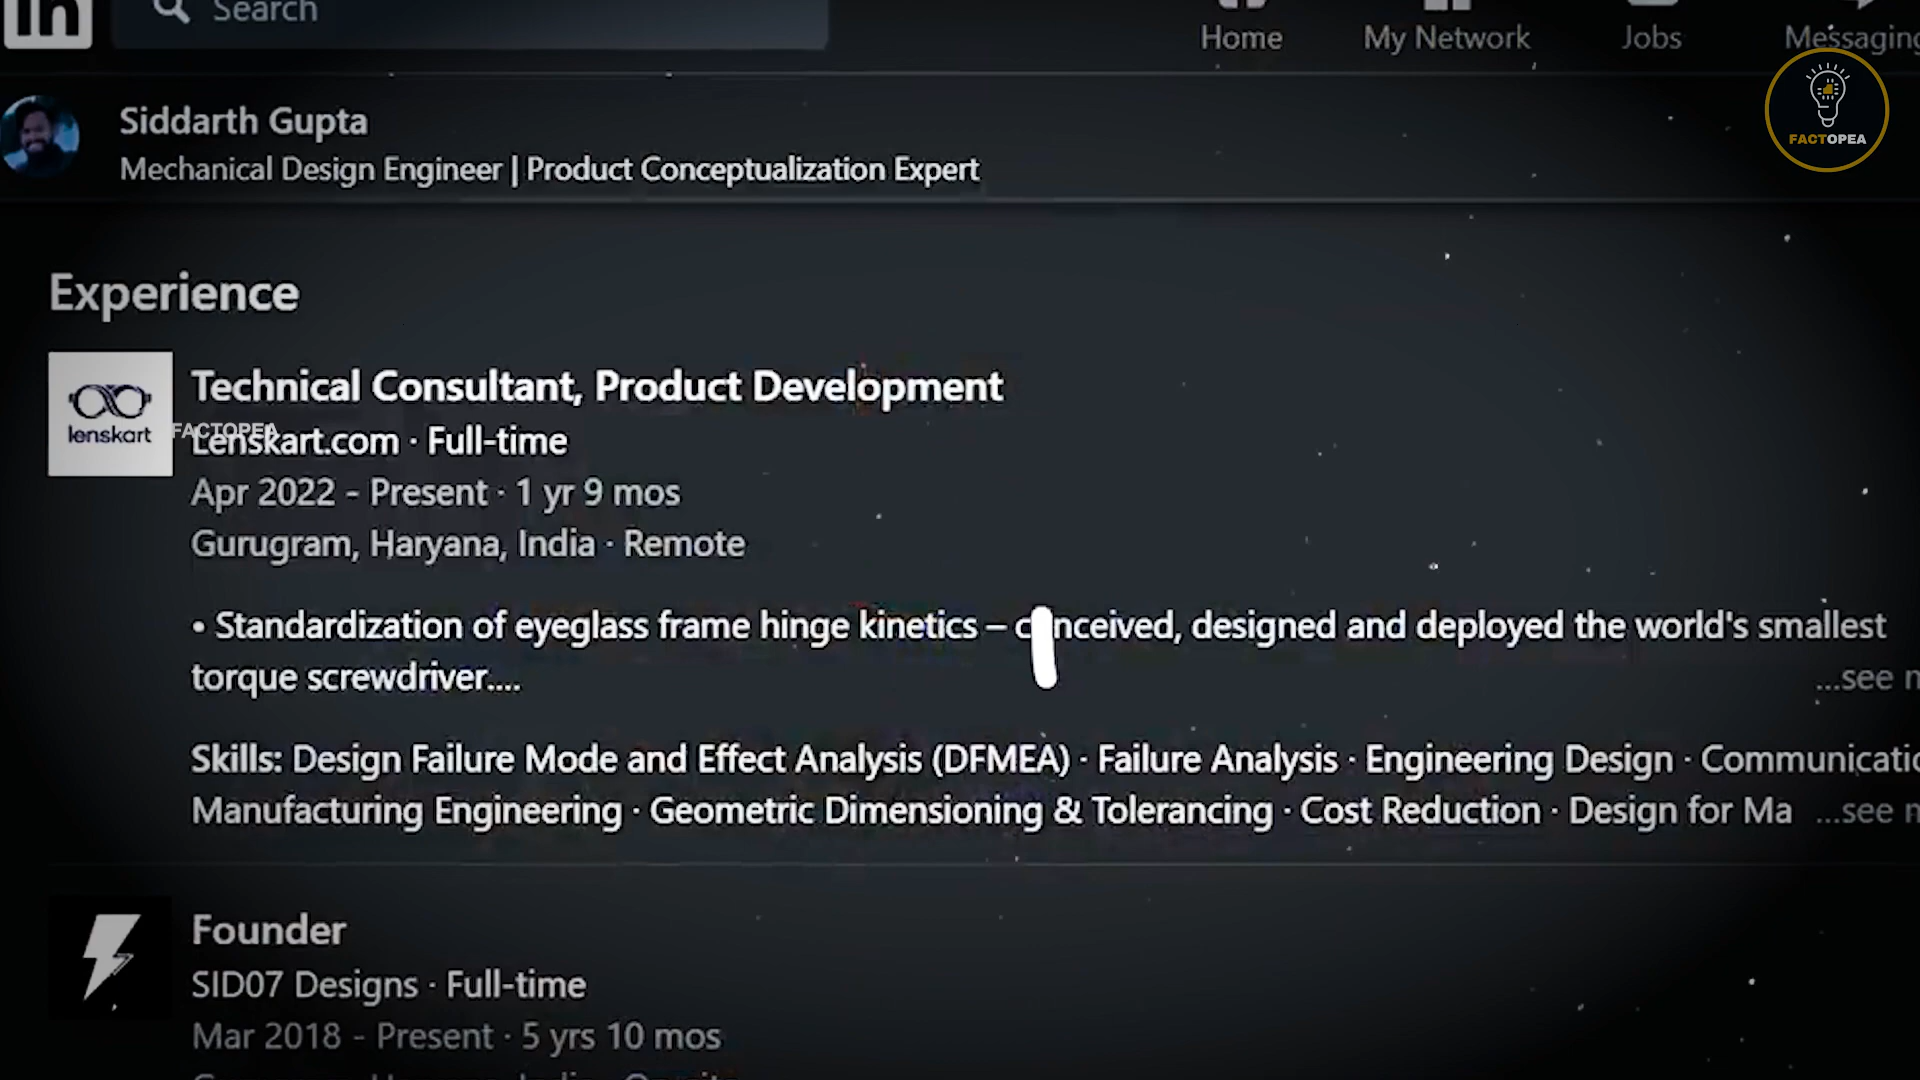 in
Search
Home
My Network
Jobs
Messaging
FACTOPEA
Siddarth Gupta
Mechanical Design Engineer | Product Conceptualization Expert
Experience
lenskart
Technical Consultant, Product Development
FACTOPEA
Lenskart.com · Full-time
Apr 2022 - Present · 1 yr 9 mos
Gurugram, Haryana, India · Remote
• Standardization of eyeglass frame hinge kinetics – conceived, designed and deployed the world's smallest
torque screwdriver....
...see m
Skills: Design Failure Mode and Effect Analysis (DFMEA) · Failure Analysis · Engineering Design · Communicatio
Manufacturing Engineering · Geometric Dimensioning & Tolerancing · Cost Reduction · Design for Ma ...see m
Founder
SID07 Designs · Full-time
Mar 2018 - Present · 5 yrs 10 mos